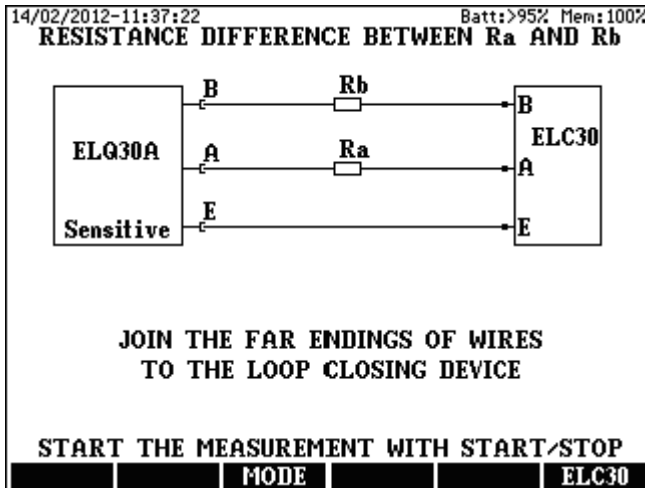 14/02/2012-11:37:22 Batt:>95% Mem:100%
RESISTANCE DIFFERENCE BETWEEN Ra AND Rb
B Rb B
ELQ30A A Ra A ELC30
Sensitive E E
JOIN THE FAR ENDINGS OF WIRES
TO THE LOOP CLOSING DEVICE
START THE MEASUREMENT WITH START/STOP
MODE ELC30